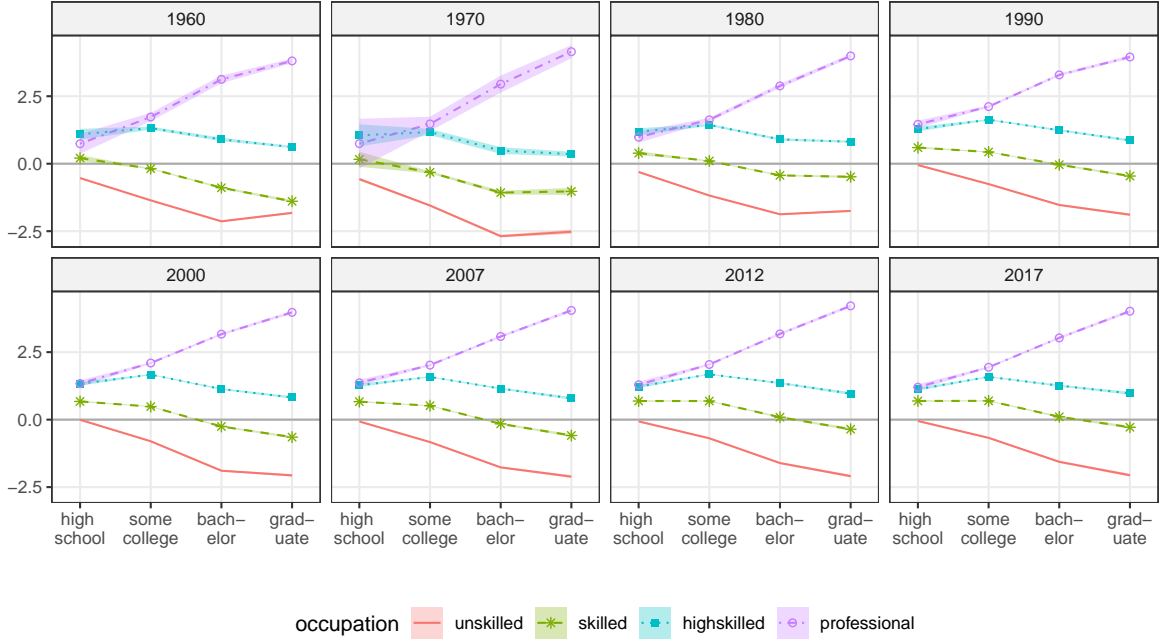 1960 1970 1980 1990
2.5
0.0
−2.5
2000 2007 2012 2017
2.5
0.0
−2.5
high some bach− grad− high some bach− grad− high some bach− grad− high some bach− grad−
school college elor uate school college elor uate school college elor uate school college elor uate
occupation unskilled skilled highskilled professional